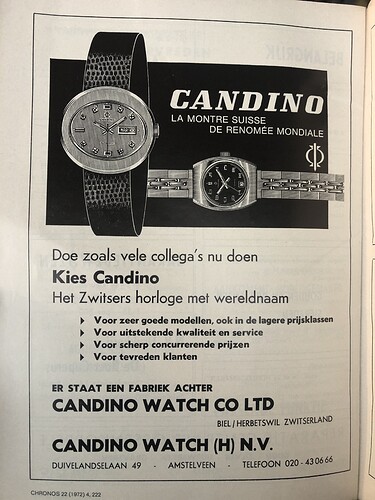 CANDINO
LA MONTRE SUISSE
DE RENOMÉE MONDIALE
Doe zoals vele collega's nu doen
Kies Candino
Het Zwitsers horloge met wereldnaam
Voor zeer goede modellen, ook in de lagere prijsklassen
Voor uitstekende kwaliteit en service
Voor scherp concurrerende prijzen
Voor tevreden klanten
ER STAAT EEN FABRIEK ACHTER
CANDINO WATCH CO LTD
BIEL/HERBETSWIL ZWITSERLAND
CANDINO WATCH (H) N.V.
DUIVELANDSELAAN 49 - AMSTELVEEN - TELEFOON 020 - 43 06 66
CHRONOS 22 (1972) 4, 222